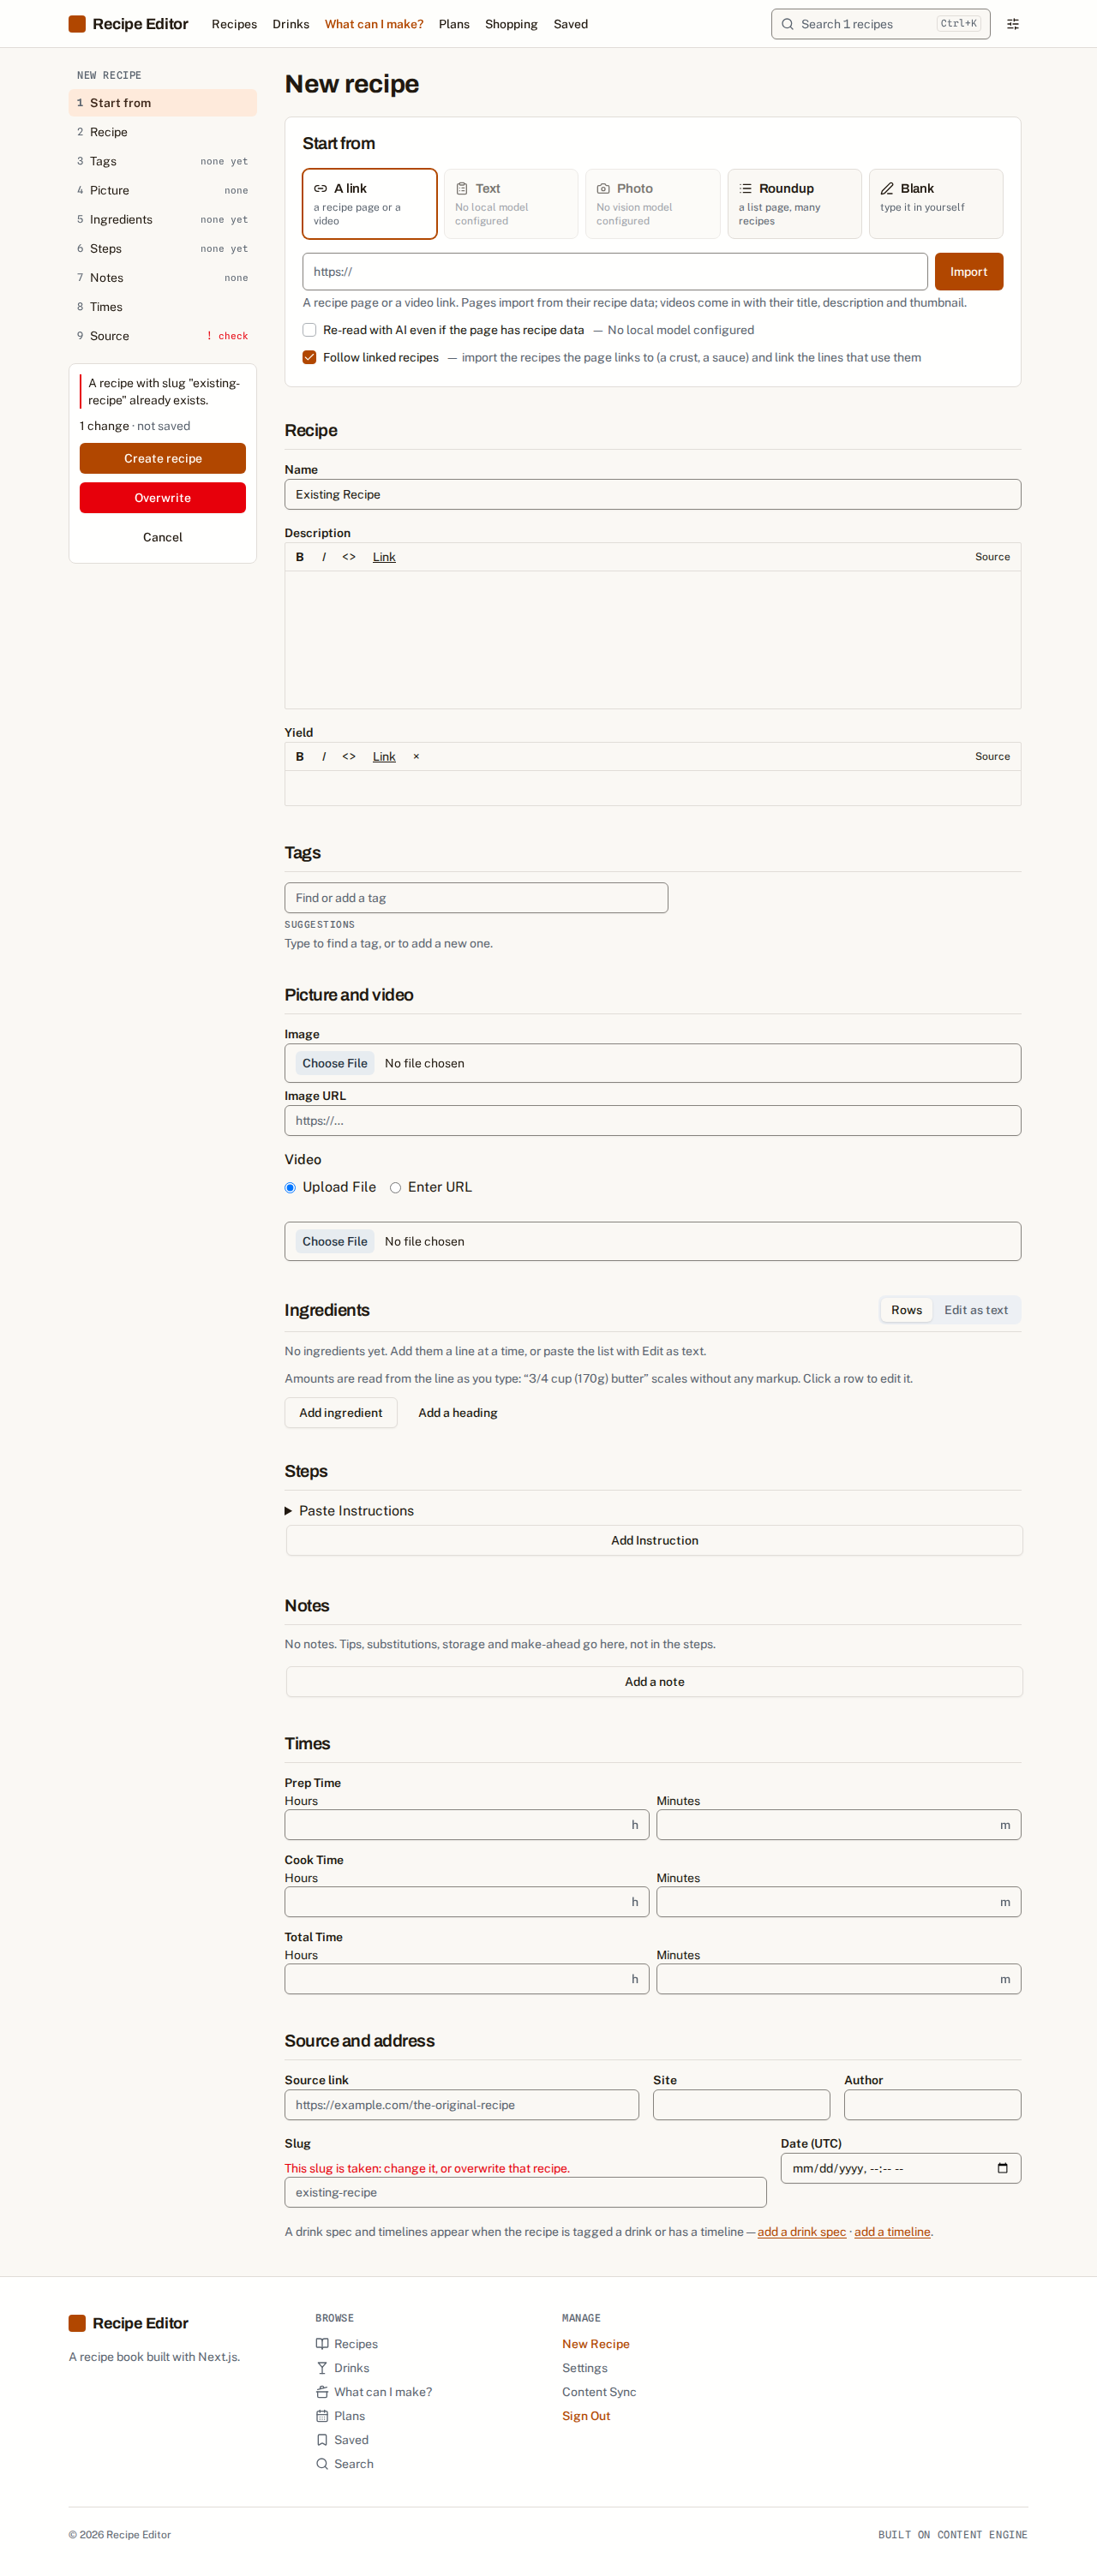 Recipe Editor
Recipes
Drinks
What can I make?
Plans
Shopping
Saved
Search 1 recipes
Ctrl+K
NEW RECIPE
1 Start from
2 Recipe
3 Tags none yet
4 Picture none
5 Ingredients none yet
6 Steps none yet
7 Notes none
8 Times
9 Source ! check
A recipe with slug "existing-
recipe" already exists.
1 change · not saved
Create recipe
Overwrite
Cancel
New recipe
Start from
A link
a recipe page or a
video
Text
No local model
configured
Photo
No vision model
configured
Roundup
a list page, many
recipes
Blank
type it in yourself
https://
Import
A recipe page or a video link. Pages import from their recipe data; videos come in with their title, description and thumbnail.
Re-read with AI even if the page has recipe data — No local model configured
Follow linked recipes — import the recipes the page links to (a crust, a sauce) and link the lines that use them
Recipe
Name
Existing Recipe
Description
B I <> Link Source
Yield
B I <> Link × Source
Tags
Find or add a tag
SUGGESTIONS
Type to find a tag, or to add a new one.
Picture and video
Image
Choose File No file chosen
Image URL
https://...
Video
Upload File Enter URL
Choose File No file chosen
Ingredients
Rows Edit as text
No ingredients yet. Add them a line at a time, or paste the list with Edit as text.
Amounts are read from the line as you type: “3/4 cup (170g) butter” scales without any markup. Click a row to edit it.
Add ingredient Add a heading
Steps
Paste Instructions
Add Instruction
Notes
No notes. Tips, substitutions, storage and make-ahead go here, not in the steps.
Add a note
Times
Prep Time
Hours Minutes
h m
Cook Time
Hours Minutes
h m
Total Time
Hours Minutes
h m
Source and address
Source link Site Author
https://example.com/the-original-recipe
Slug Date (UTC)
This slug is taken: change it, or overwrite that recipe.
mm/dd/yyyy, --:-- --
existing-recipe
A drink spec and timelines appear when the recipe is tagged a drink or has a timeline — add a drink spec · add a timeline.
Recipe Editor
A recipe book built with Next.js.
BROWSE
Recipes
Drinks
What can I make?
Plans
Saved
Search
MANAGE
New Recipe
Settings
Content Sync
Sign Out
© 2026 Recipe Editor
BUILT ON CONTENT ENGINE